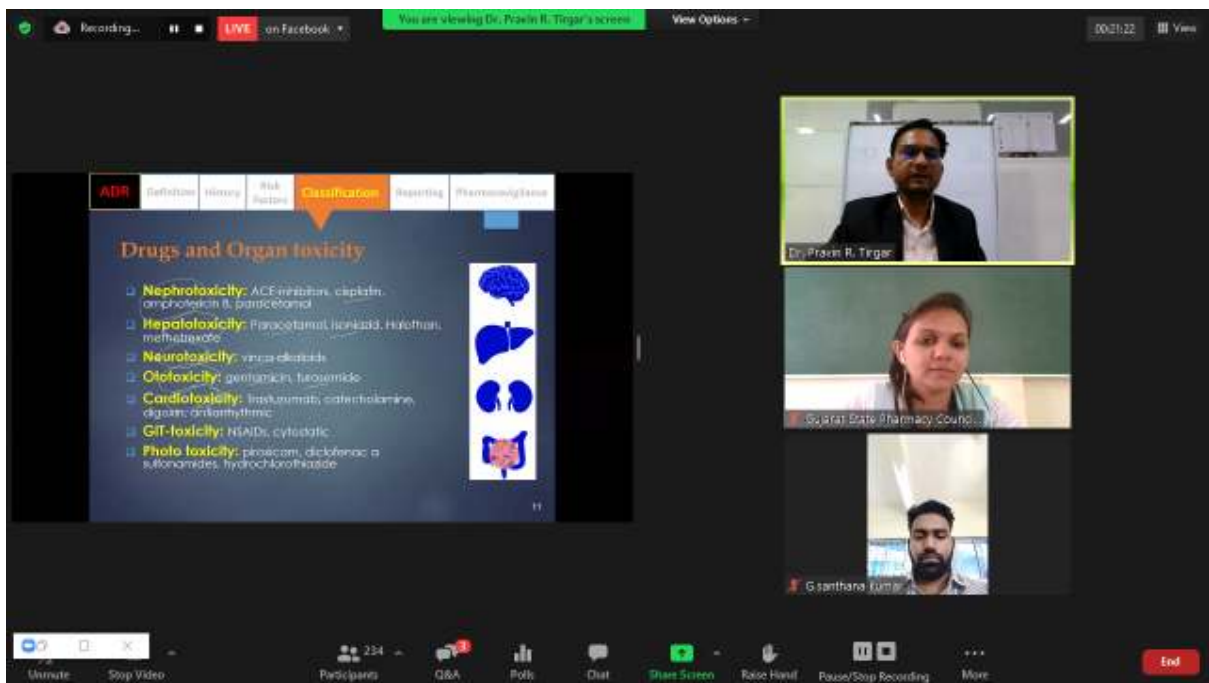 Recording...
LIVE on Facebook
You are viewing Dr. Pravin R. Tirgar's screen
View Options
00:21:22
View
ADR
Definition
History
Risk
Factors
Classification
Reporting
Pharmacovigilance
Drugs and Organ toxicity
Nephrotoxicity: ACE-inhibitors, cisplatin,
amphotericin B, paracetamol
Hepatotoxicity: Paracetamol, isoniazid, Halothan,
methotrexate
Neurotoxicity: vinca-alkaloids
Ototoxicity: gentamicin, furosemide
Cardiotoxicity: trastuzumab, catecholamine,
digoxin, antiarrhythmic
GIT-toxicity: NSAIDs, cytostatic
Photo toxicity: piroxicam, diclofenac a
sulfonamides, hydrochlorothiazide
11
Dr. Pravin R. Tirgar
Gujarat State Pharmacy Counc...
G santhana kumar
Unmute
Stop Video
234
Participants
3
Q&A
Polls
Chat
Share Screen
Raise Hand
Pause/Stop Recording
More
End